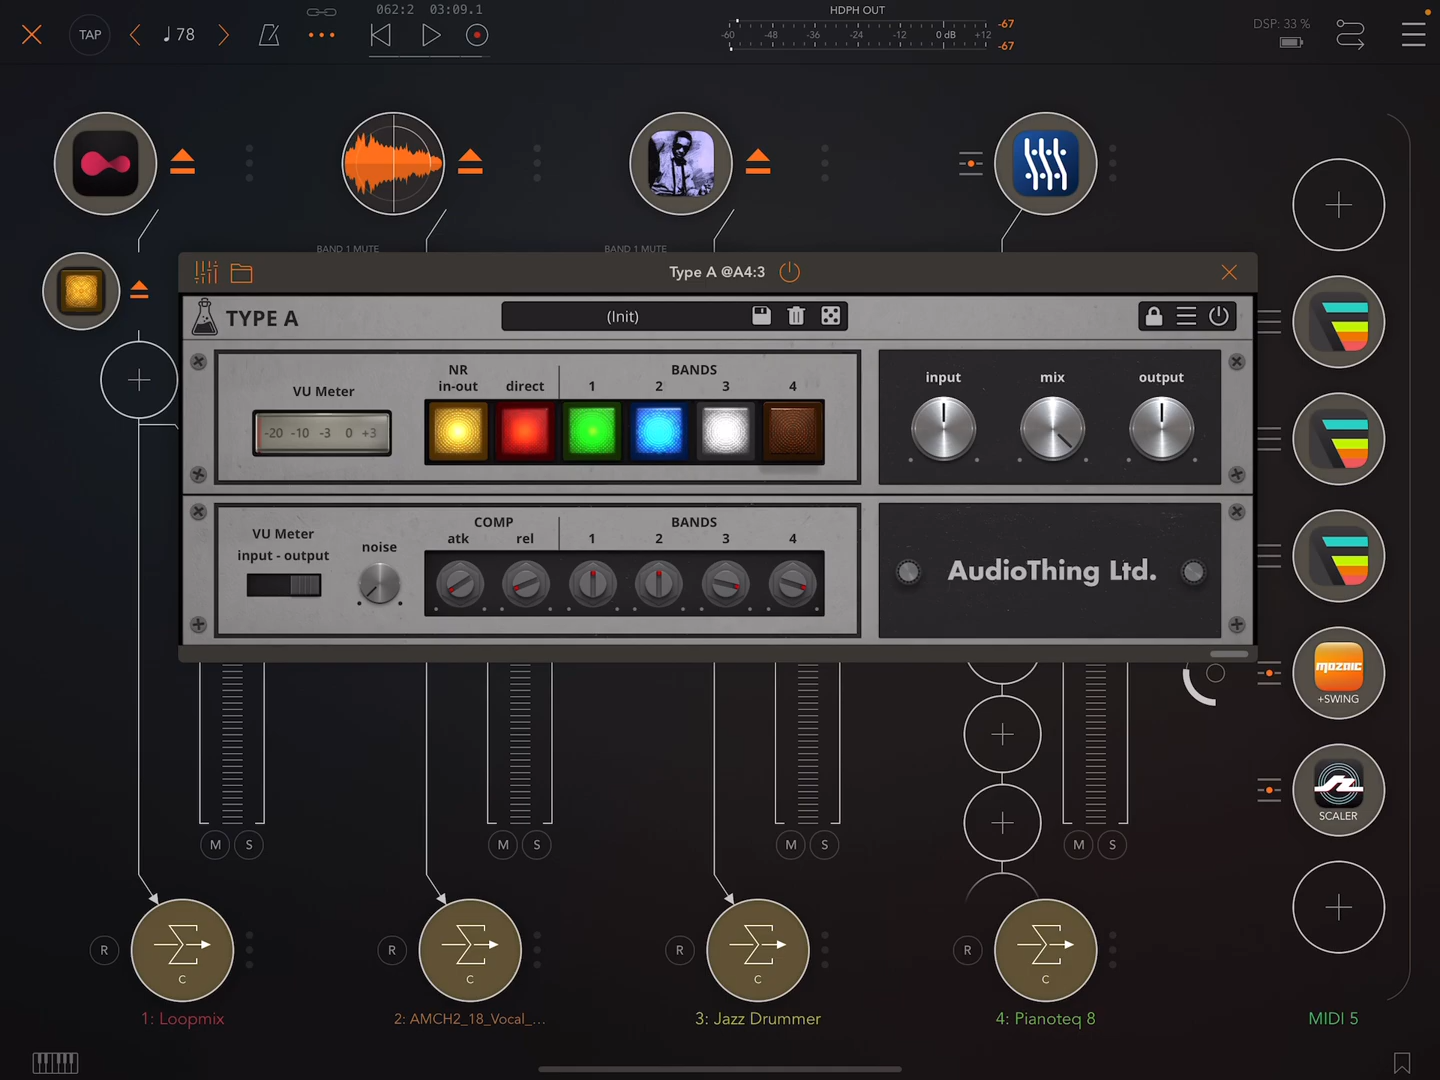 062:2 03:09.1
HDPH OUT
TAP
78
-60 -48 -36 -24 -12 0 dB +12
-67
-67
DSP: 33 %
BAND 1 MUTE
BAND 1 MUTE
Type A @A4:3
TYPE A
(Init)
VU Meter
NR
in-out
direct
BANDS
1 2 3 4
-20 -10 -3 0 +3
input
mix
output
VU Meter
input - output
noise
COMP
atk rel
BANDS
1 2 3 4
AudioThing Ltd.
mozaic
+SWING
SCALER
M S
M S
M S
M S
R
C
R
C
R
C
R
C
1: Loopmix
2: AMCH2_18_Vocal_...
3: Jazz Drummer
4: Pianoteq 8
MIDI 5